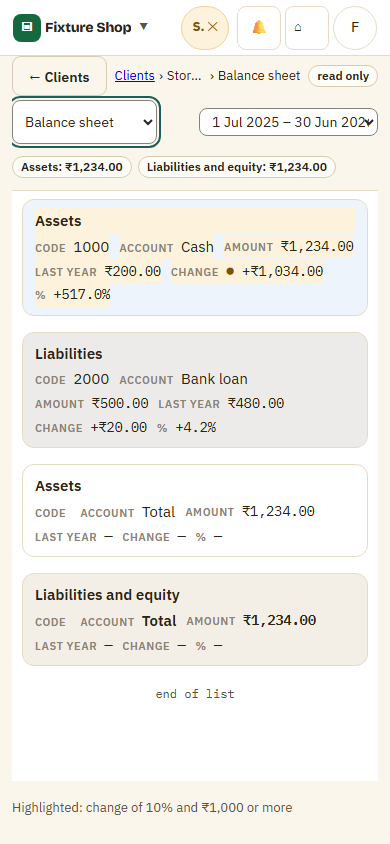 Fixture Shop ▼ S. × F
← Clients Clients › Stor... › Balance sheet read only
Balance sheet 1 Jul 2025 – 30 Jun 202
Assets: ₹1,234.00 Liabilities and equity: ₹1,234.00
Assets
CODE 1000 ACCOUNT Cash AMOUNT ₹1,234.00
LAST YEAR ₹200.00 CHANGE ● +₹1,034.00
% +517.0%
Liabilities
CODE 2000 ACCOUNT Bank loan
AMOUNT ₹500.00 LAST YEAR ₹480.00
CHANGE +₹20.00 % +4.2%
Assets
CODE ACCOUNT Total AMOUNT ₹1,234.00
LAST YEAR — CHANGE — % —
Liabilities and equity
CODE ACCOUNT Total AMOUNT ₹1,234.00
LAST YEAR — CHANGE — % —
end of list
Highlighted: change of 10% and ₹1,000 or more